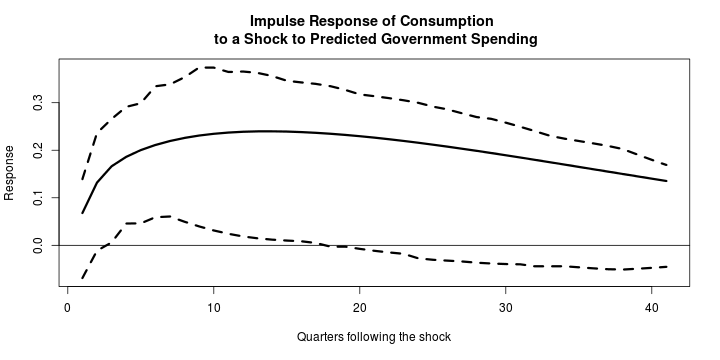 Impulse Response of Consumption
to a Shock to Predicted Government Spending
Response
0.3
0.2
0.1
0.0
0 10 20 30 40
Quarters following the shock